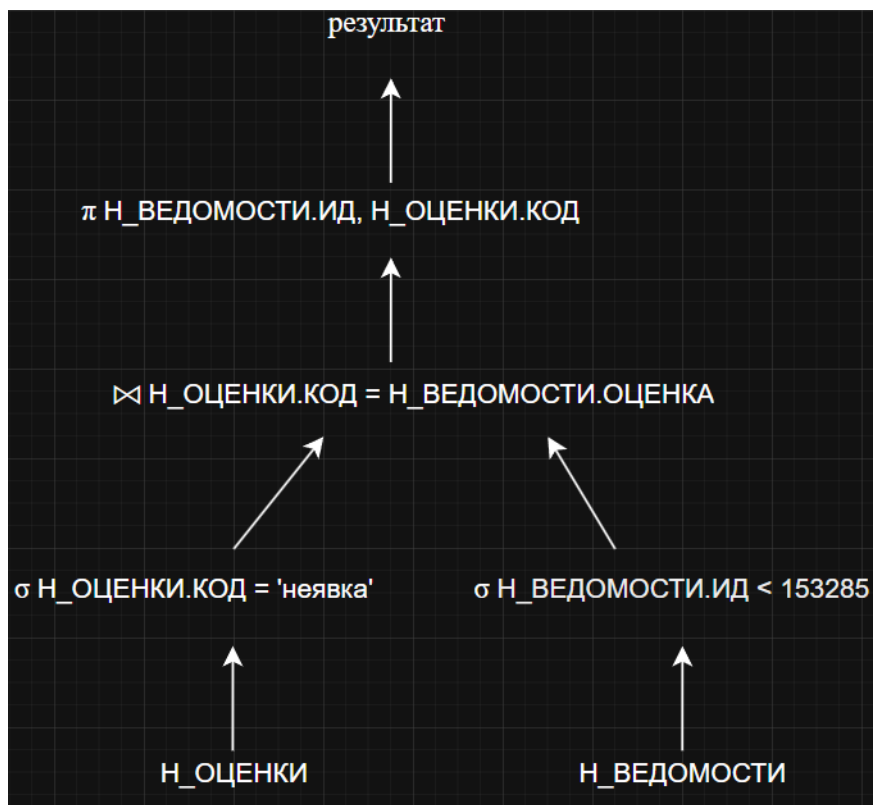 результат
π Н_ВЕДОМОСТИ.ИД, Н_ОЦЕНКИ.КОД
⋈ Н_ОЦЕНКИ.КОД = Н_ВЕДОМОСТИ.ОЦЕНКА
σ Н_ОЦЕНКИ.КОД = 'неявка'
σ Н_ВЕДОМОСТИ.ИД < 153285
Н_ОЦЕНКИ
Н_ВЕДОМОСТИ